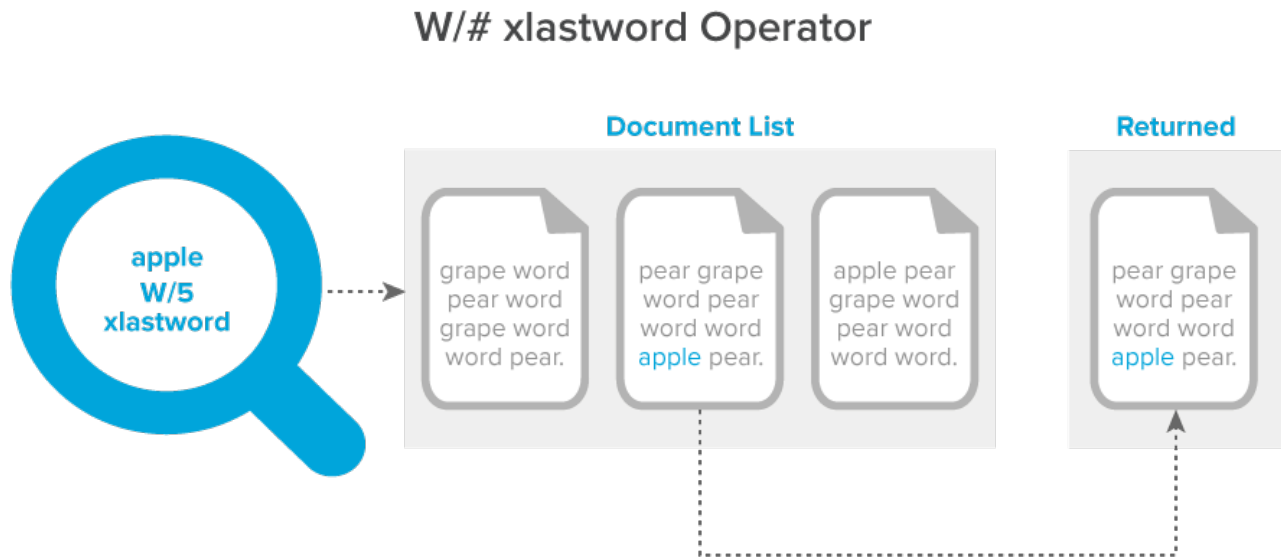 W/# xlastword Operator
Document List
Returned
apple
W/5
xlastword
grape word
pear word
grape word
word pear.
pear grape
word pear
word word
apple pear.
apple pear
grape word
pear word
word word.
pear grape
word pear
word word
apple pear.